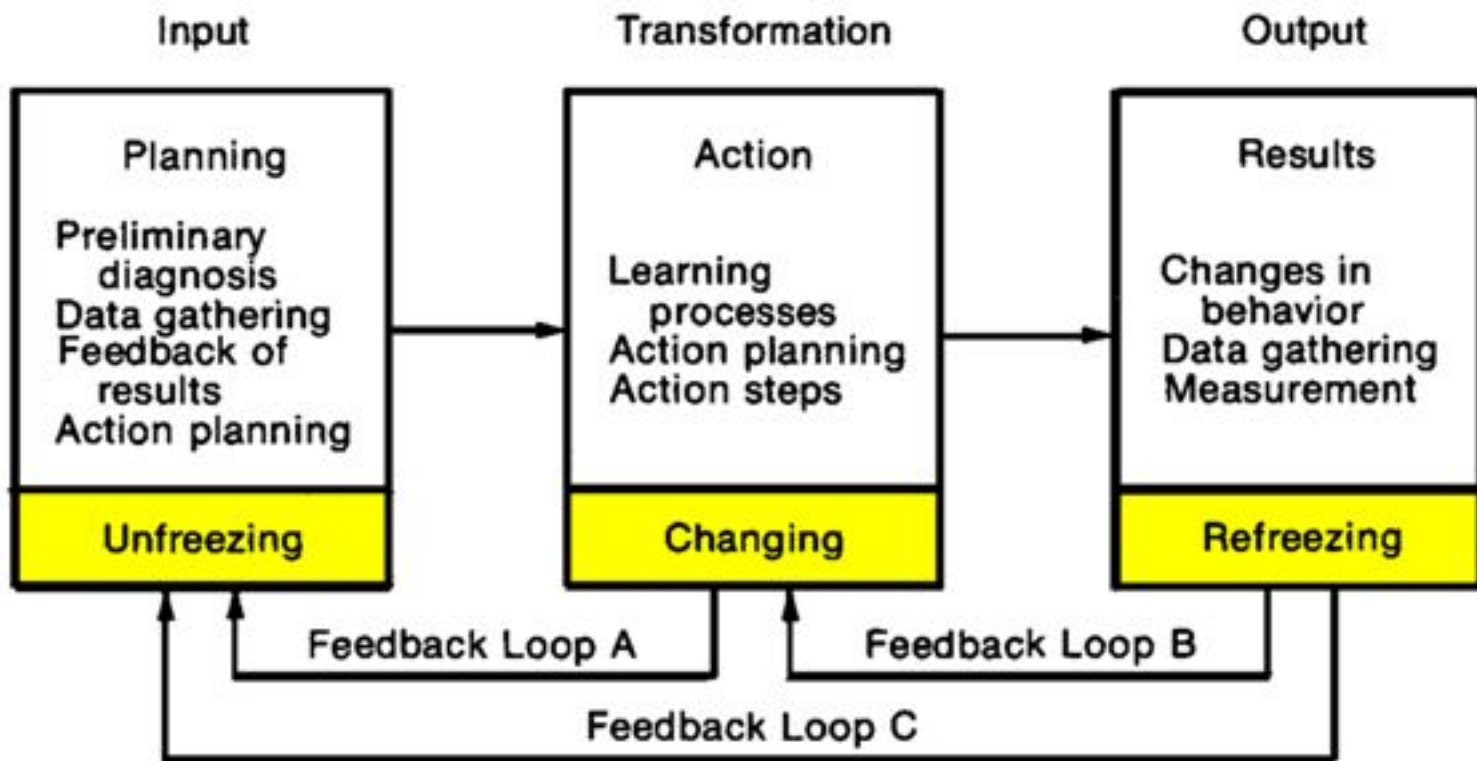 Input
Planning
Preliminary
diagnosis
Data gathering
Feedback of
results
Action planning
Unfreezing
Transformation
Action
Learning
processes
Action planning
Action steps
Changing
Output
Results
Changes in
behavior
Data gathering
Measurement
Refreezing
Feedback Loop A
Feedback Loop B
Feedback Loop C